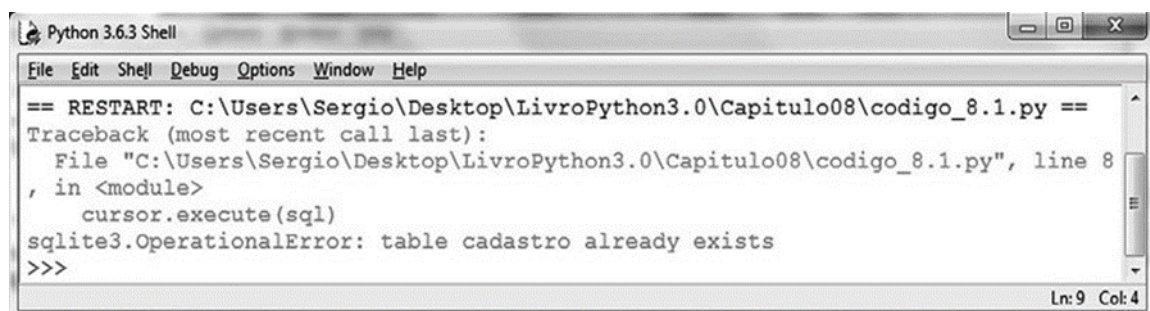 Python 3.6.3 Shell
File Edit Shell Debug Options Window Help
== RESTART: C:\Users\Sergio\Desktop\LivroPython3.0\Capitulo08\codigo_8.1.py ==
Traceback (most recent call last):
  File "C:\Users\Sergio\Desktop\LivroPython3.0\Capitulo08\codigo_8.1.py", line 8
, in <module>
    cursor.execute(sql)
sqlite3.OperationalError: table cadastro already exists
>>>
Ln: 9 Col: 4